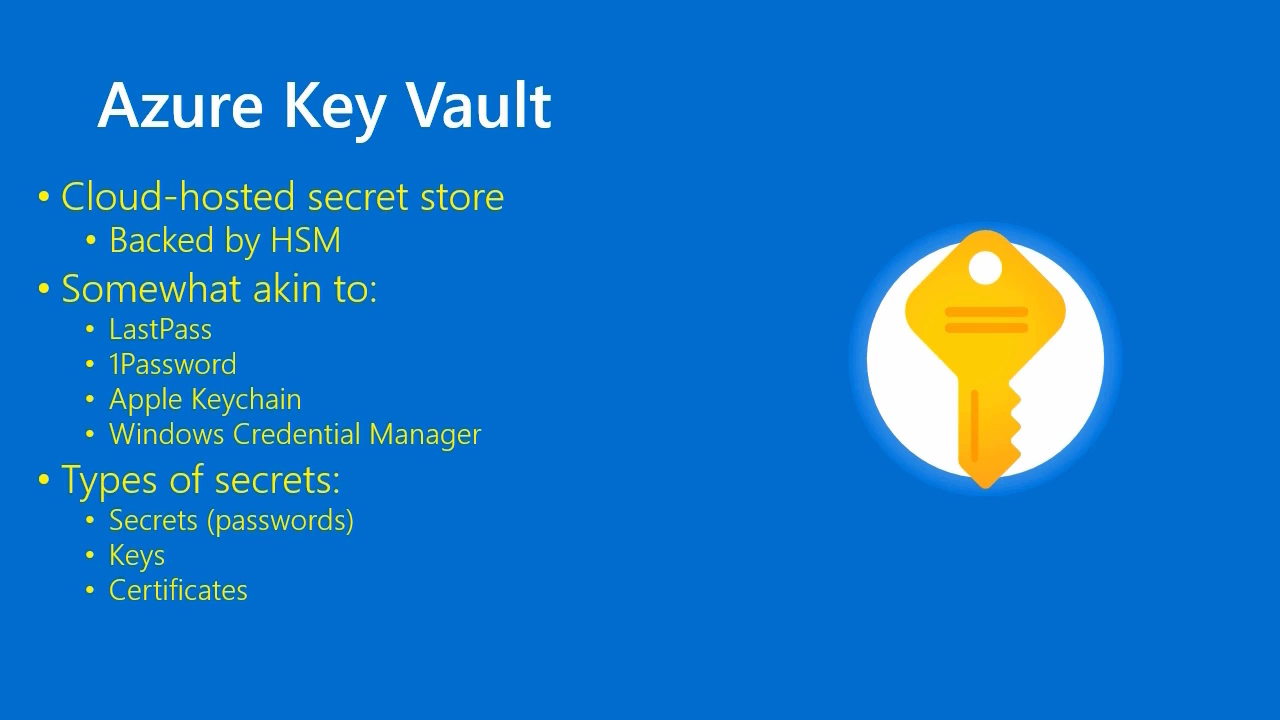 Azure Key Vault
• Cloud-hosted secret store
• Backed by HSM
• Somewhat akin to:
• LastPass
• 1Password
• Apple Keychain
• Windows Credential Manager
• Types of secrets:
• Secrets (passwords)
• Keys
• Certificates